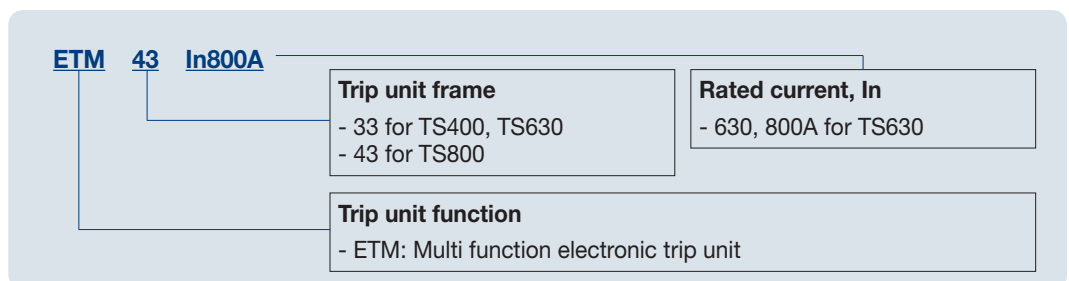 ETM 43 In800A
Trip unit frame
- 33 for TS400, TS630
- 43 for TS800
Rated current, In
- 630, 800A for TS630
Trip unit function
- ETM: Multi function electronic trip unit